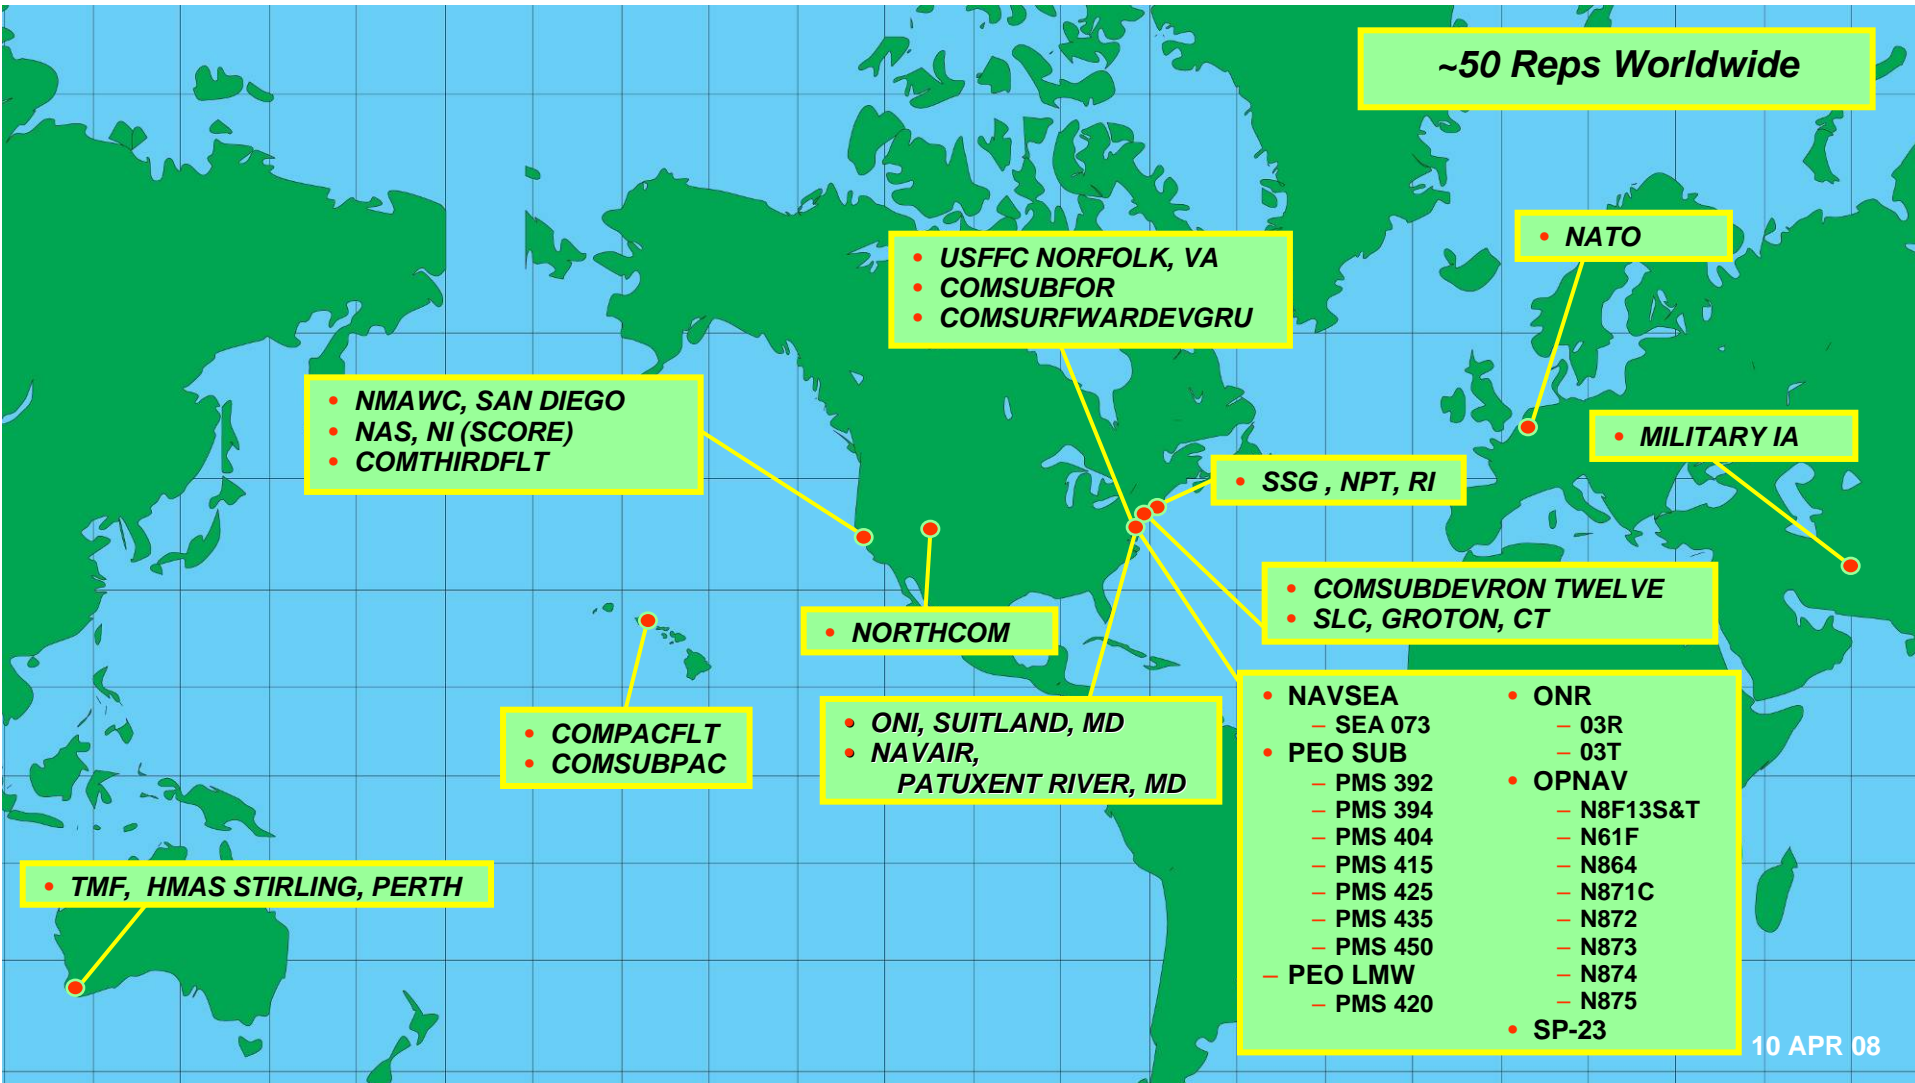 ~50 Reps Worldwide
• NATO
• USFFC NORFOLK, VA
• COMSUBFOR
• COMSURFWARDEVGRU
• NMAWC, SAN DIEGO
• NAS, NI (SCORE)
• COMTHIRDFLT
• MILITARY IA
• SSG , NPT, RI
• COMSUBDEVRON TWELVE
• SLC, GROTON, CT
• NORTHCOM
• COMPACFLT
• COMSUBPAC
• ONI, SUITLAND, MD
• NAVAIR,
PATUXENT RIVER, MD
• NAVSEA
– SEA 073
• PEO SUB
– PMS 392
– PMS 394
– PMS 404
– PMS 415
– PMS 425
– PMS 435
– PMS 450
– PEO LMW
– PMS 420
• ONR
– 03R
– 03T
• OPNAV
– N8F13S&T
– N61F
– N864
– N871C
– N872
– N873
– N874
– N875
• SP-23
• TMF, HMAS STIRLING, PERTH
10 APR 08